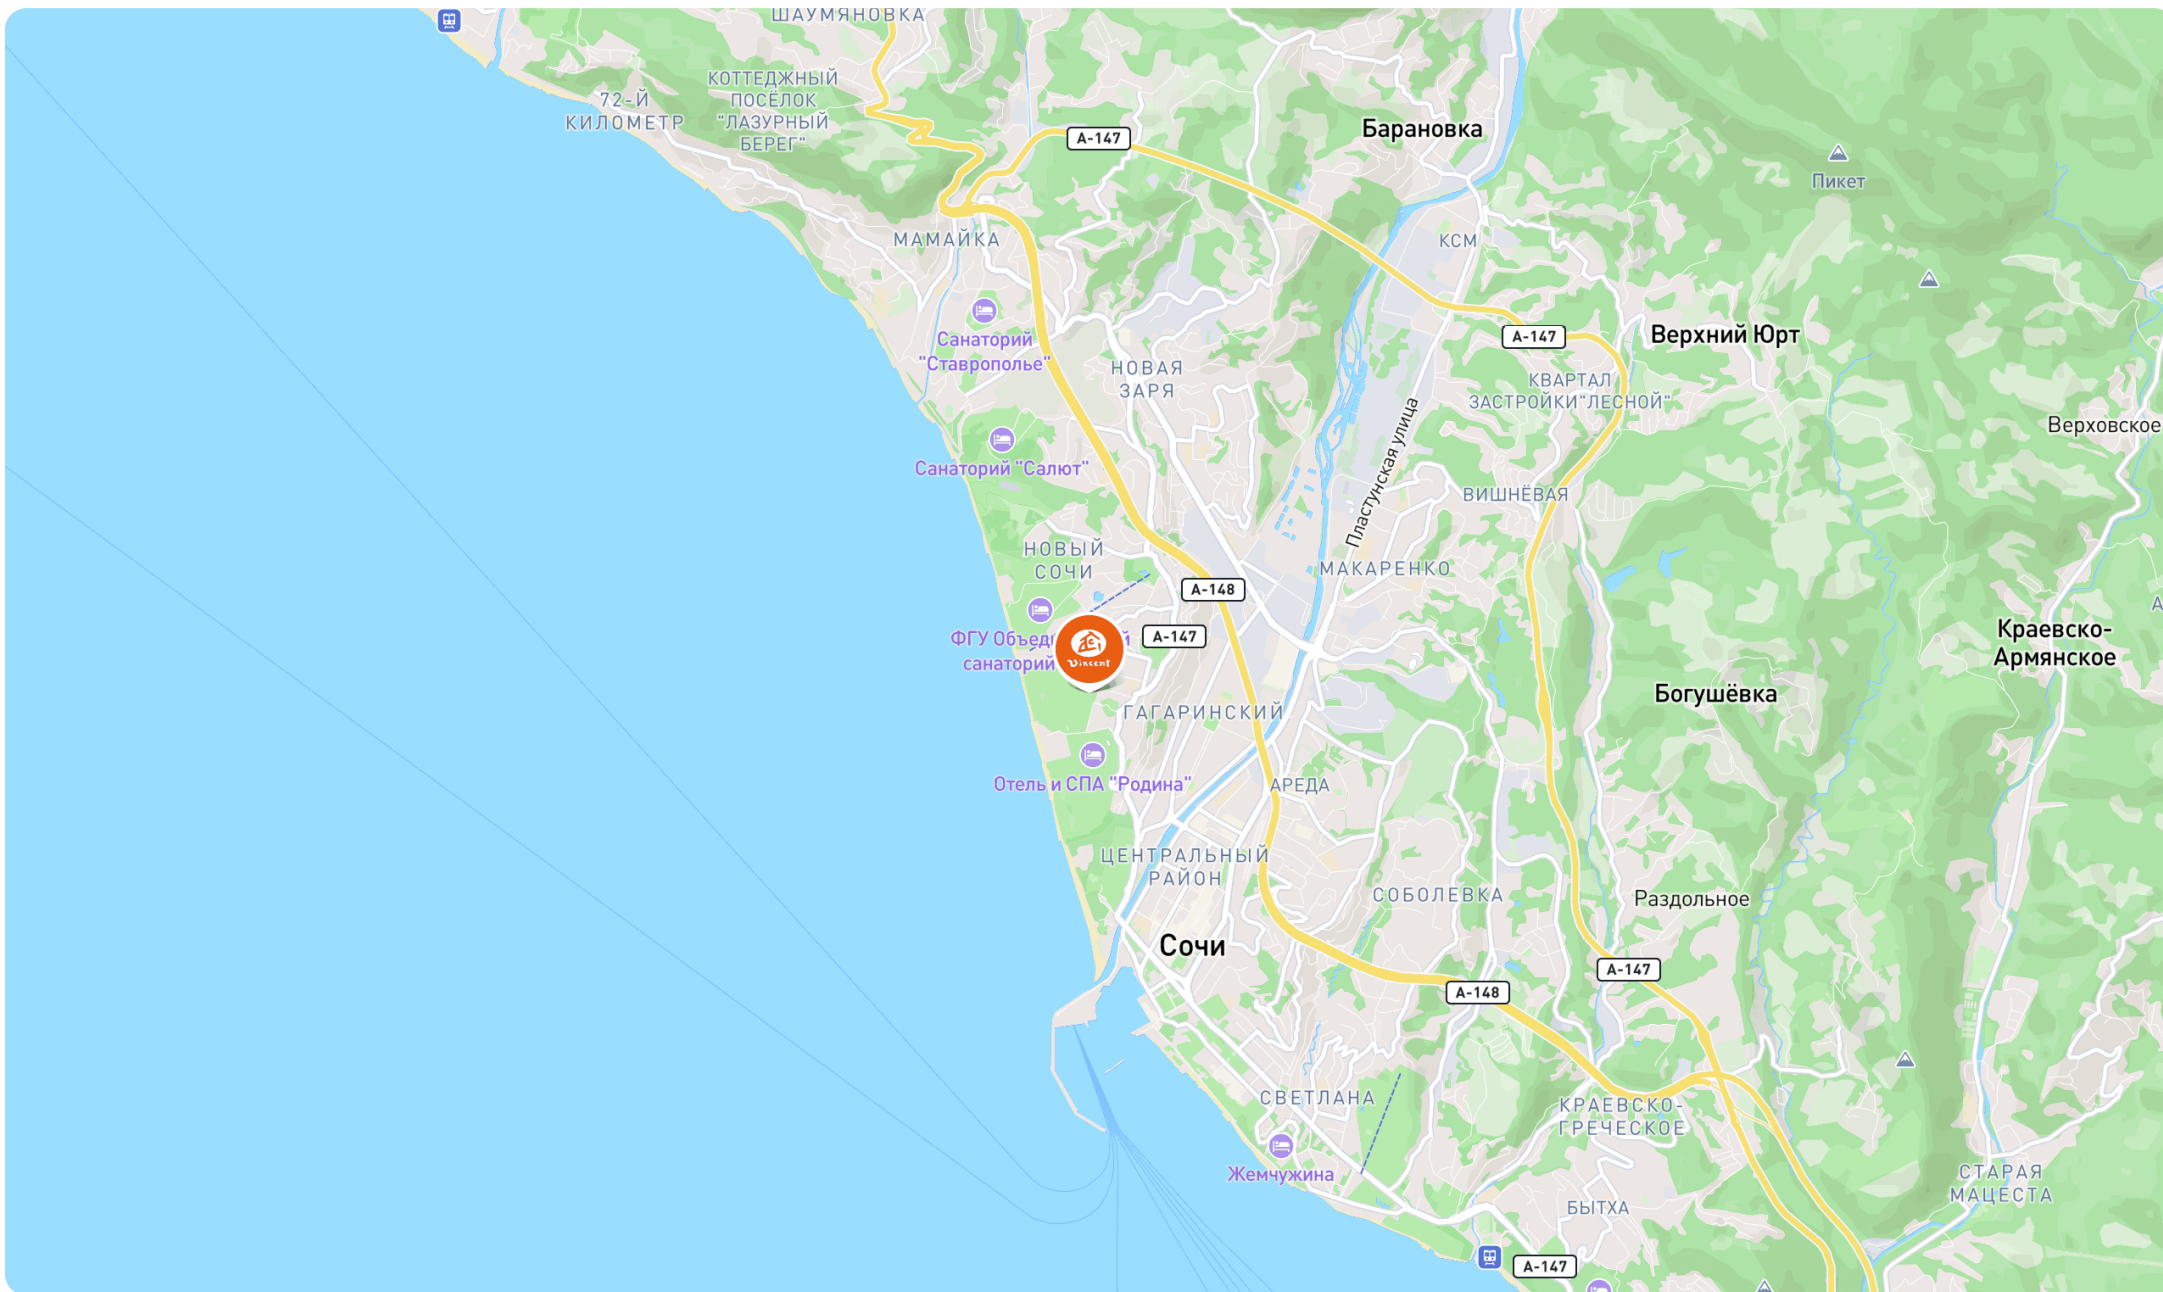 ШАУМЯНОВКА
КОТТЕДЖНЫЙ
ПОСЁЛОК
"ЛАЗУРНЫЙ
БЕРЕГ"
72-Й
КИЛОМЕТР
А-147
Барановка
Пикет
МАМАЙКА
КСМ
Санаторий
"Ставрополье"
НОВАЯ
ЗАРЯ
А-147
Верхний Юрт
КВАРТАЛ
ЗАСТРОЙКИ"ЛЕСНОЙ"
Пластунская улица
Верховское
Санаторий "Салют"
ВИШНЁВАЯ
НОВЫЙ
СОЧИ
МАКАРЕНКО
А-148
А-147
ФГУ
санаторий
Vincent
Краевско-
Армянское
Богушёвка
ГАГАРИНСКИЙ
Отель и СПА "Родина"
АРЕДА
ЦЕНТРАЛЬНЫЙ
РАЙОН
СОБОЛЕВКА
Раздольное
Сочи
А-147
А-148
СВЕТЛАНА
КРАЕВСКО-
ГРЕЧЕСКОЕ
Жемчужина
СТАРАЯ
МАЦЕСТА
БЫТХА
А-147